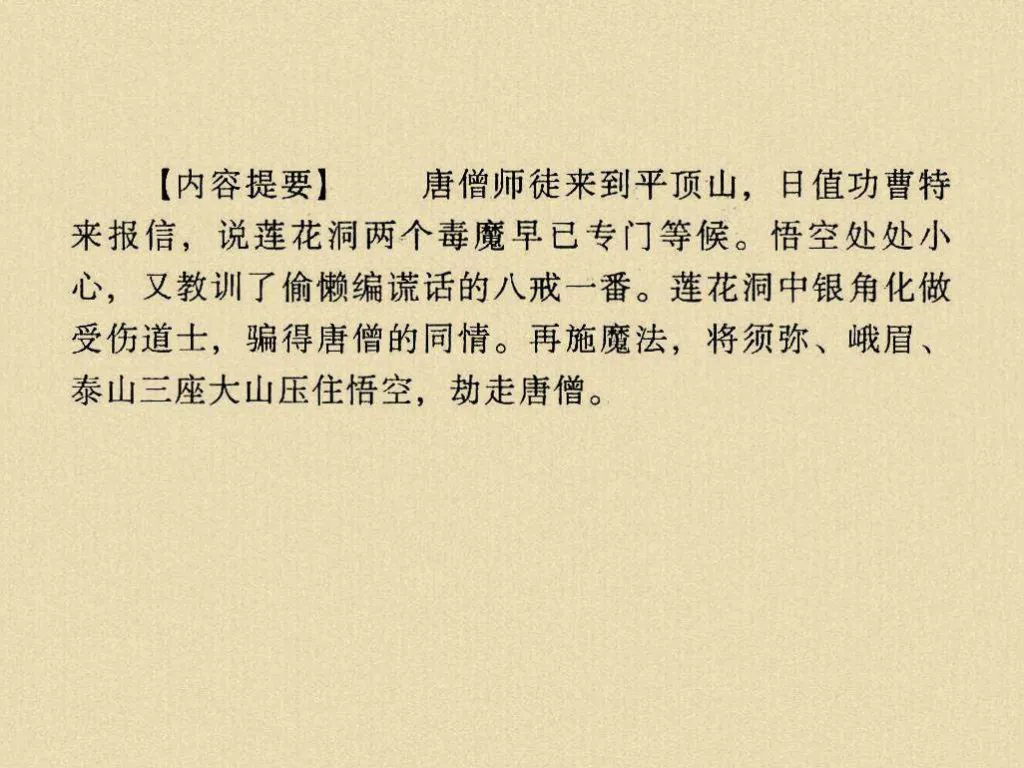 【内容提要】 唐僧师徒来到平顶山，日值功曹特
来报信，说莲花洞两个毒魔早已专门等候。悟空处处小
心，又教训了偷懒编谎话的八戒一番。莲花洞中银角化做
受伤道士，骗得唐僧的同情。再施魔法，将须弥、峨眉、
泰山三座大山压住悟空，劫走唐僧。